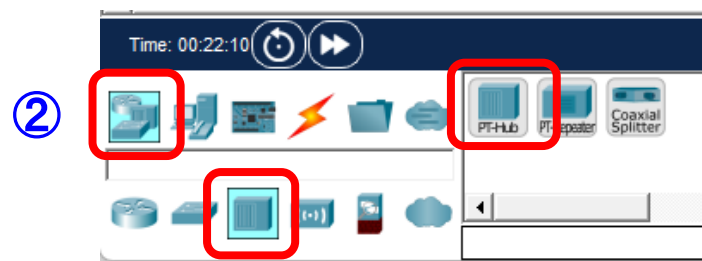 Time: 00:22:10
②
PT-Hub
PT-Repeater
Coaxial
Splitter